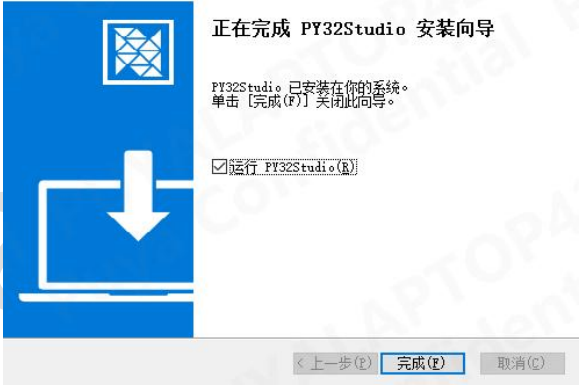 正在完成 PY32Studio 安装向导
PY32Studio 已安装在你的系统。
单击 [完成(F)] 关闭此向导。
运行 PY32Studio(R)
< 上一步(P)
完成(F)
取消(C)